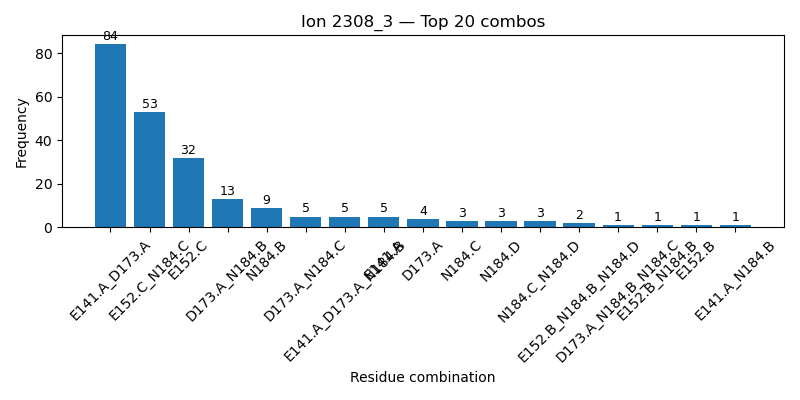 Ion 2308_3 — Top 20 combos
Frequency
80
60
40
20
0
84
53
32
13
9
5
5
5
4
3
3
3
2
1
1
1
1
E141.A_D173.A
E152.C_N184.C
E152.C
D173.A_N184.B
N184.B
D173.A_N184.C
E141.A_D173.A_N184.B
E141.A
D173.A
N184.C
N184.D
N184.C_N184.D
E152.B_N184.B_N184.D
D173.A_N184.B_N184.C
E152.B_N184.B
E152.B
E141.A_N184.B
Residue combination